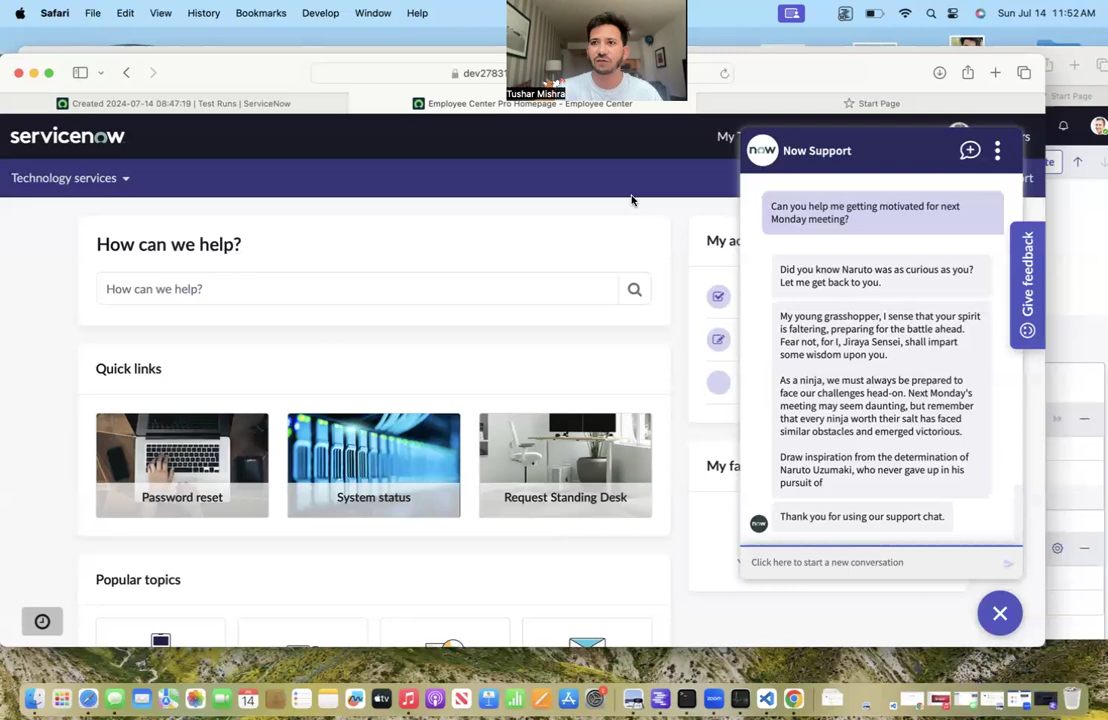 Safari File Edit View History Bookmarks Develop Window Help
Sun Jul 14 11:52 AM
dev27831
Tushar Mishra
Created 2024-07-14 08:47:19 | Test Runs | ServiceNow
Employee Center Pro Homepage - Employee Center
Start Page
Start Page
servicenow
My
Technology services
now
Now Support
How can we help?
How can we help?
Quick links
Password reset
System status
Request Standing Desk
Popular topics
Can you help me getting motivated for next
Monday meeting?
Did you know Naruto was as curious as you?
Let me get back to you.
My young grasshopper, I sense that your spirit
is faltering, preparing for the battle ahead.
Fear not, for I, Jiraya Sensei, shall impart
some wisdom upon you.
As a ninja, we must always be prepared to
face our challenges head-on. Next Monday's
meeting may seem daunting, but remember
that every ninja worth their salt has faced
similar obstacles and emerged victorious.
Draw inspiration from the determination of
Naruto Uzumaki, who never gave up in his
pursuit of
now
Thank you for using our support chat.
Click here to start a new conversation
Give feedback
14
zoom